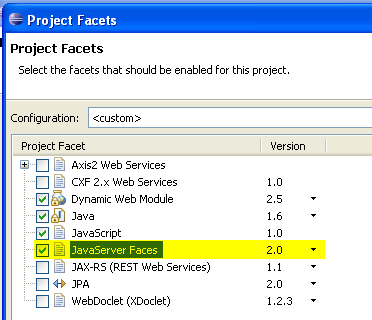 Project Facets
Project Facets
Select the facets that should be enabled for this project.
Configuration: <custom>
Project Facet Version
Axis2 Web Services
CXF 2.x Web Services 1.0
Dynamic Web Module 2.5
Java 1.6
JavaScript 1.0
JavaServer Faces 2.0
JAX-RS (REST Web Services) 1.1
JPA 2.0
WebDoclet (XDoclet) 1.2.3